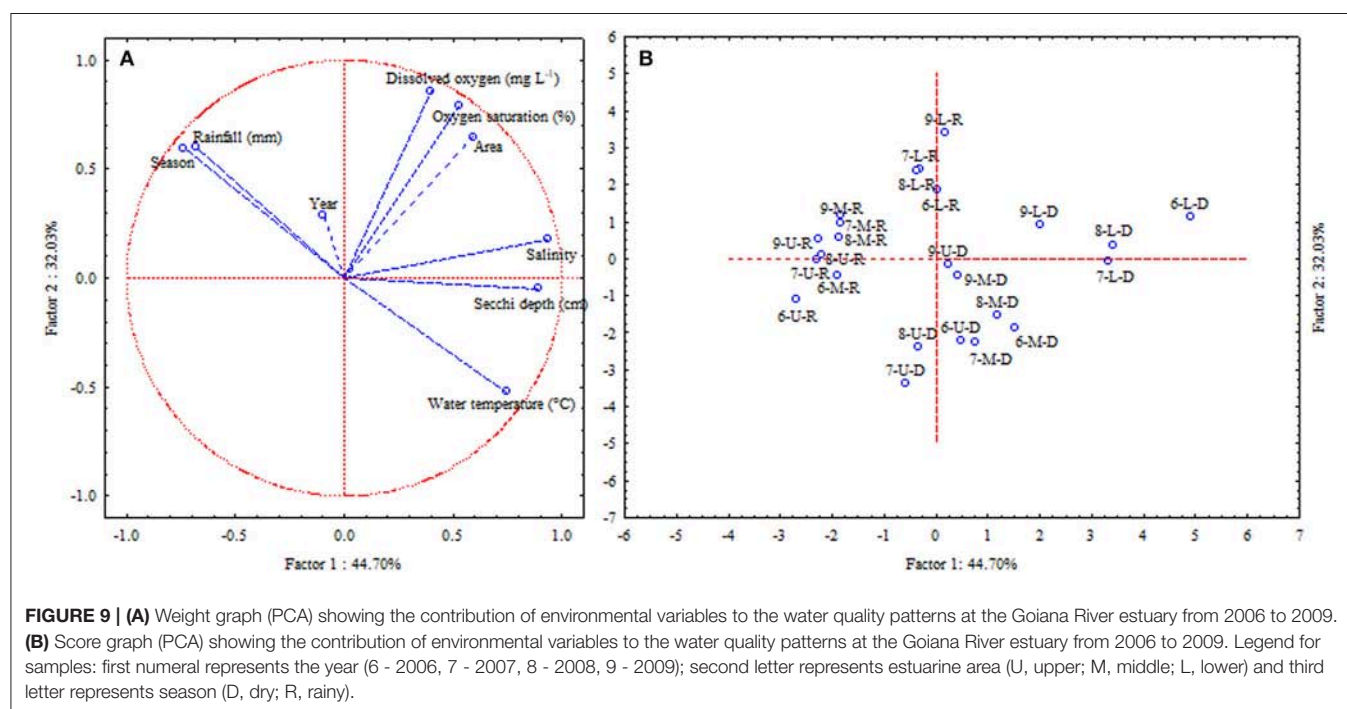 A
1.0
0.5
0.0
-0.5
-1.0
Factor 2 : 32.03%
Dissolved oxygen (mg L-1)
Oxygen saturation (%)
Area
Rainfall (mm)
Season
Year
Salinity
Secchi depth (cm)
Water temperature (°C)
-1.0 -0.5 0.0 0.5 1.0
Factor 1 : 44.70%
B
6
5
4
3
2
1
0
-1
-2
-3
-4
-5
-6
-7
9-L-R
7-L-R
8-L-R
6-L-R
9-M-R
7-M-R
9-U-R
8-M-R
8-U-R
7-U-R
6-M-R
6-U-R
9-L-D
6-L-D
8-L-D
7-L-D
9-U-D
9-M-D
8-M-D
8-U-D
6-U-D
6-M-D
7-M-D
7-U-D
-6 -5 -4 -3 -2 -1 0 1 2 3 4 5 6 7
Factor 1: 44.70%
Factor 2: 32.03%
FIGURE 9 | (A) Weight graph (PCA) showing the contribution of environmental variables to the water quality patterns at the Goiana River estuary from 2006 to 2009.
(B) Score graph (PCA) showing the contribution of environmental variables to the water quality patterns at the Goiana River estuary from 2006 to 2009. Legend for
samples: first numeral represents the year (6 - 2006, 7 - 2007, 8 - 2008, 9 - 2009); second letter represents estuarine area (U, upper; M, middle; L, lower) and third
letter represents season (D, dry; R, rainy).